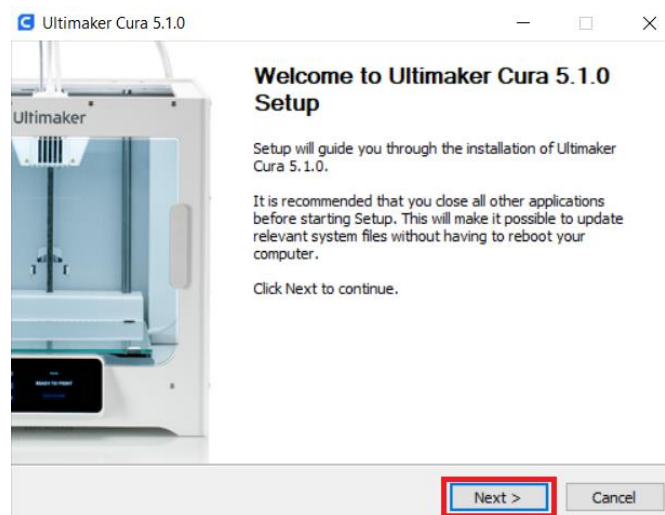 Ultimaker Cura 5.1.0
Ultimaker
READY TO PRINT
Welcome to Ultimaker Cura 5.1.0
Setup
Setup will guide you through the installation of Ultimaker
Cura 5.1.0.
It is recommended that you close all other applications
before starting Setup. This will make it possible to update
relevant system files without having to reboot your
computer.
Click Next to continue.
Next >
Cancel